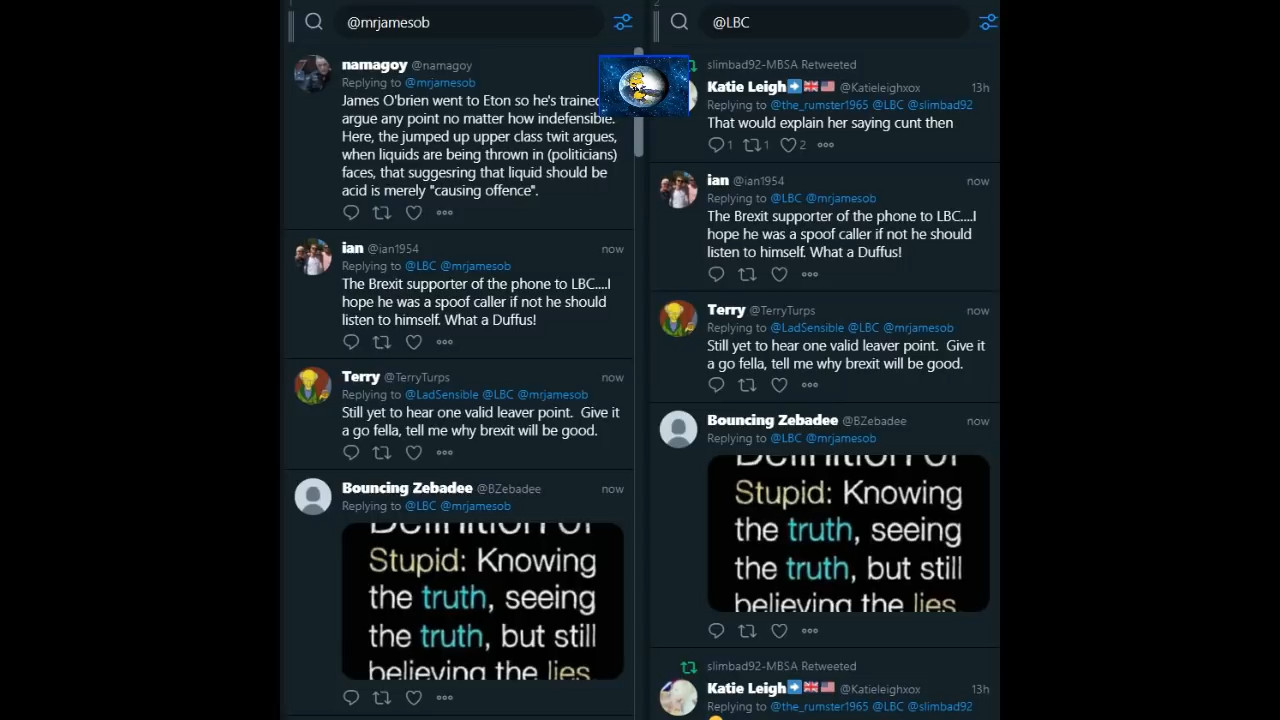 @mrjamesob
namagoy @namagoy
Replying to @mrjamesob
James O'brien went to Eton so he's trained
argue any point no matter how indefensible.
Here, the jumped up upper class twit argues,
when liquids are being thrown in (politicians)
faces, that suggesring that liquid should be
acid is merely "causing offence".
ian @ian1954 now
Replying to @LBC @mrjamesob
The Brexit supporter of the phone to LBC....I
hope he was a spoof caller if not he should
listen to himself. What a Duffus!
Terry @TerryTurps now
Replying to @LadSensible @LBC @mrjamesob
Still yet to hear one valid leaver point. Give it
a go fella, tell me why brexit will be good.
Bouncing Zebadee @BZebadee now
Replying to @LBC @mrjamesob
Definition of
Stupid: Knowing
the truth, seeing
the truth, but still
believing the lies
2
@LBC
slimbad92-MBSA Retweeted
Katie Leigh➡️🇬🇧🇺🇸 @Katieleighxox 13h
Replying to @the_rumster1965 @LBC @slimbad92
That would explain her saying cunt then
1 1 2
ian @ian1954 now
Replying to @LBC @mrjamesob
The Brexit supporter of the phone to LBC....I
hope he was a spoof caller if not he should
listen to himself. What a Duffus!
Terry @TerryTurps now
Replying to @LadSensible @LBC @mrjamesob
Still yet to hear one valid leaver point. Give it
a go fella, tell me why brexit will be good.
Bouncing Zebadee @BZebadee now
Replying to @LBC @mrjamesob
Definition of
Stupid: Knowing
the truth, seeing
the truth, but still
believing the lies
slimbad92-MBSA Retweeted
Katie Leigh➡️🇬🇧🇺🇸 @Katieleighxox 13h
Replying to @the_rumster1965 @LBC @slimbad92